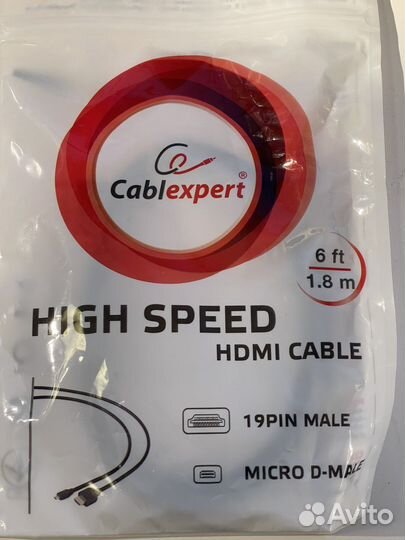 Cablexpert®
6 ft
1.8 m
HIGH SPEED
HDMI CABLE
19PIN MALE
MICRO D-MALE
Avito